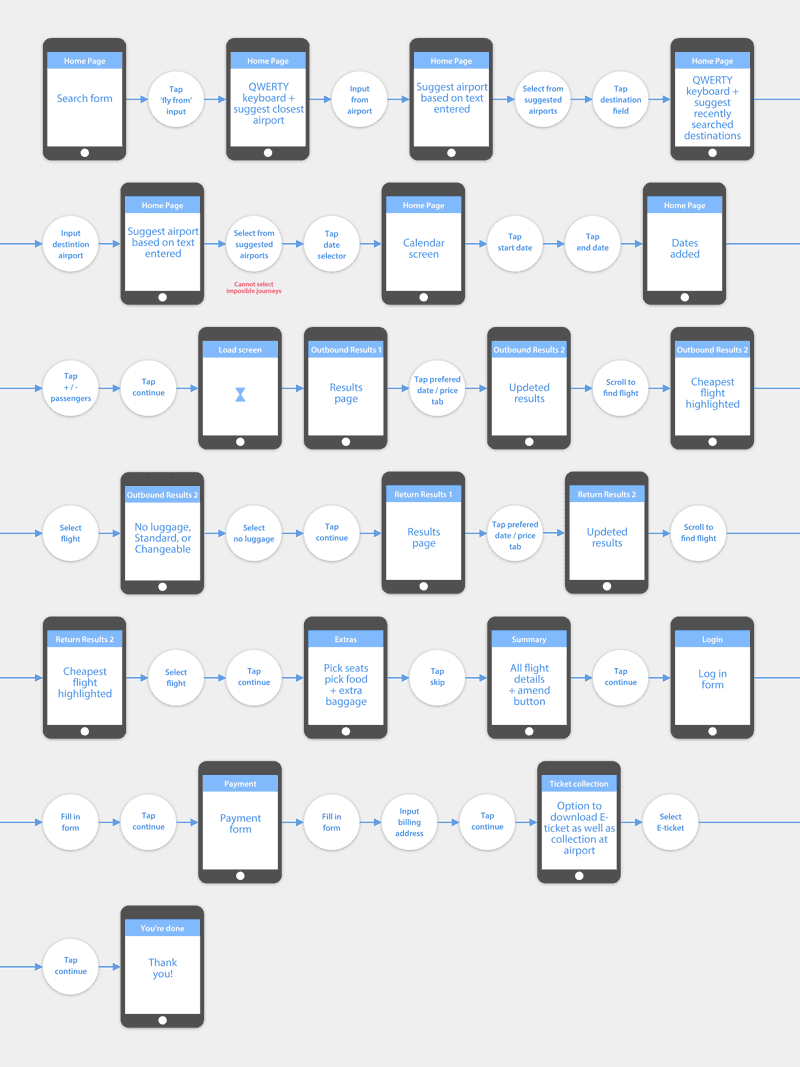 Home Page
Search form
Tap
'fly from'
input
Home Page
QWERTY
keyboard +
suggest closest
airport
Input
from
airport
Home Page
Suggest airport
based on text
entered
Select from
suggested
airports
Tap
destination
field
Home Page
QWERTY
keyboard +
suggest
recently
searched
destinations
Input
destintion
airport
Home Page
Suggest airport
based on text
entered
Select from
suggested
airports
Cannot select
imposible journeys
Tap
date
selector
Home Page
Calendar
screen
Tap
start date
Tap
end date
Home Page
Dates
added
Tap
+ / -
passengers
Tap
continue
Load screen
Outbound Results 1
Results
page
Tap prefered
date / price
tab
Outbound Results 2
Updeted
results
Scroll to
find flight
Outbound Results 2
Cheapest
flight
highlighted
Select
flight
Outbound Results 2
No luggage,
Standard, or
Changeable
Select
no luggage
Tap
continue
Return Results 1
Results
page
Tap prefered
date / price
tab
Return Results 2
Updeted
results
Scroll to
find flight
Return Results 2
Cheapest
flight
highlighted
Select
flight
Tap
continue
Extras
Pick seats
pick food
+ extra
baggage
Tap
skip
Summary
All flight
details
+ amend
button
Tap
continue
Login
Log in
form
Fill in
form
Tap
continue
Payment
Payment
form
Fill in
form
Input
billing
address
Tap
continue
Ticket collection
Option to
download E-
ticket as well as
collection at
airport
Select
E-ticket
Tap
continue
You're done
Thank
you!